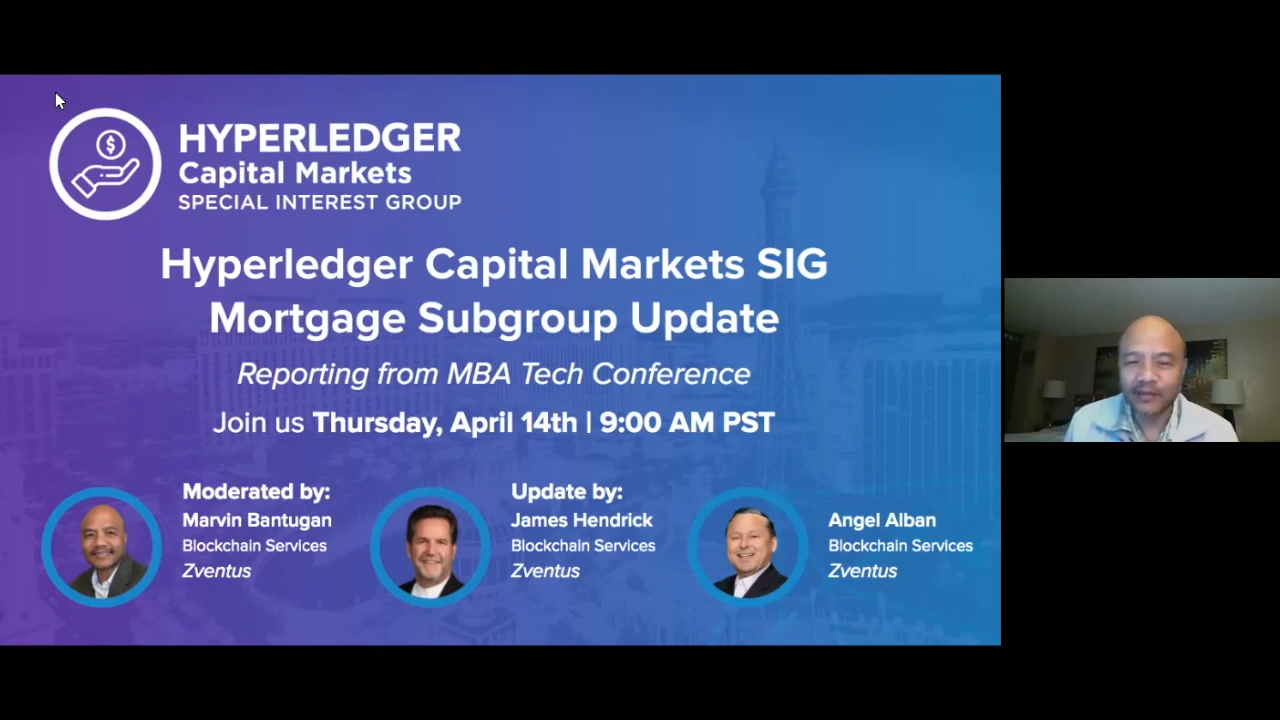 $
HYPERLEDGER
Capital Markets
SPECIAL INTEREST GROUP
Hyperledger Capital Markets SIG
Mortgage Subgroup Update
Reporting from MBA Tech Conference
Join us Thursday, April 14th | 9:00 AM PST
Moderated by:
Marvin Bantugan
Blockchain Services
Zventus
Update by:
James Hendrick
Blockchain Services
Zventus
Angel Alban
Blockchain Services
Zventus